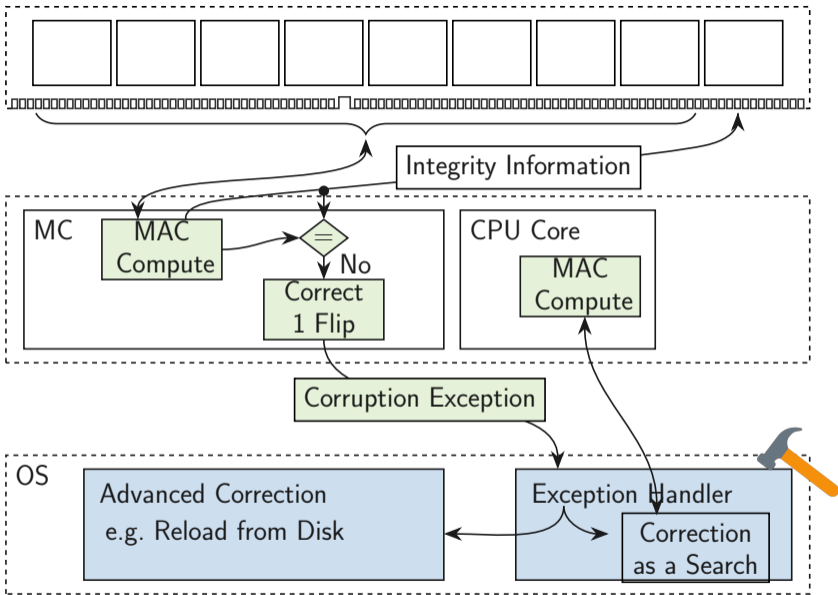 Integrity Information
MC
MAC
Compute
=
No
Correct
1 Flip
CPU Core
MAC
Compute
Corruption Exception
OS
Advanced Correction
e.g. Reload from Disk
Exception Handler
Correction
as a Search